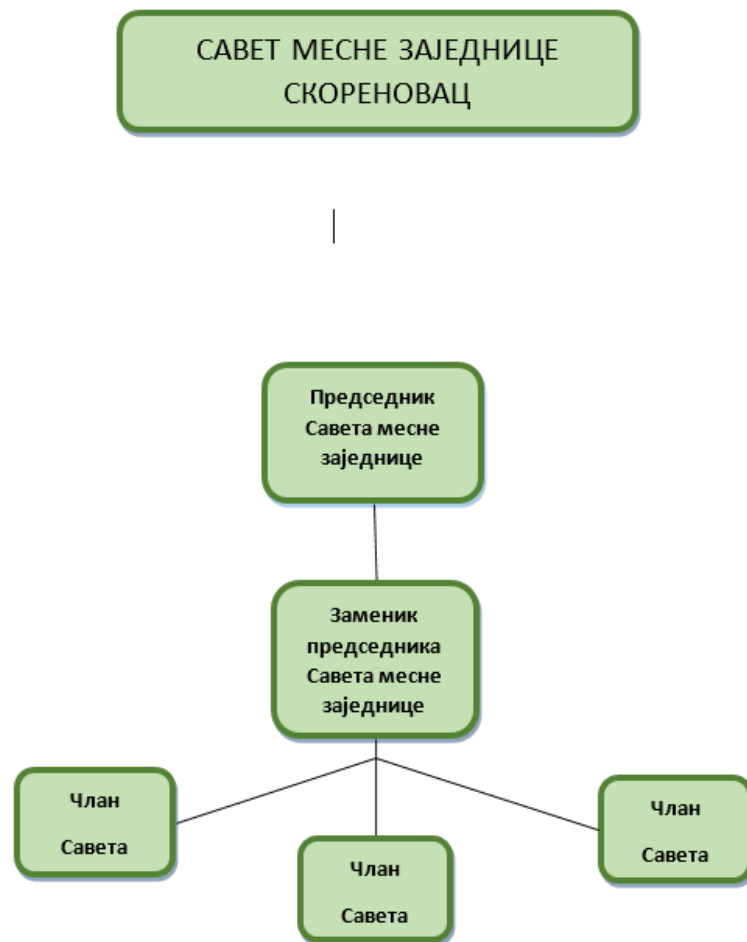 САВЕТ МЕСНЕ ЗАЈЕДНИЦЕ
СКОРЕНОВАЦ
Председник
Савета месне
заједнице
Заменик
председника
Савета месне
заједнице
Члан
Савета
Члан
Савета
Члан
Савета